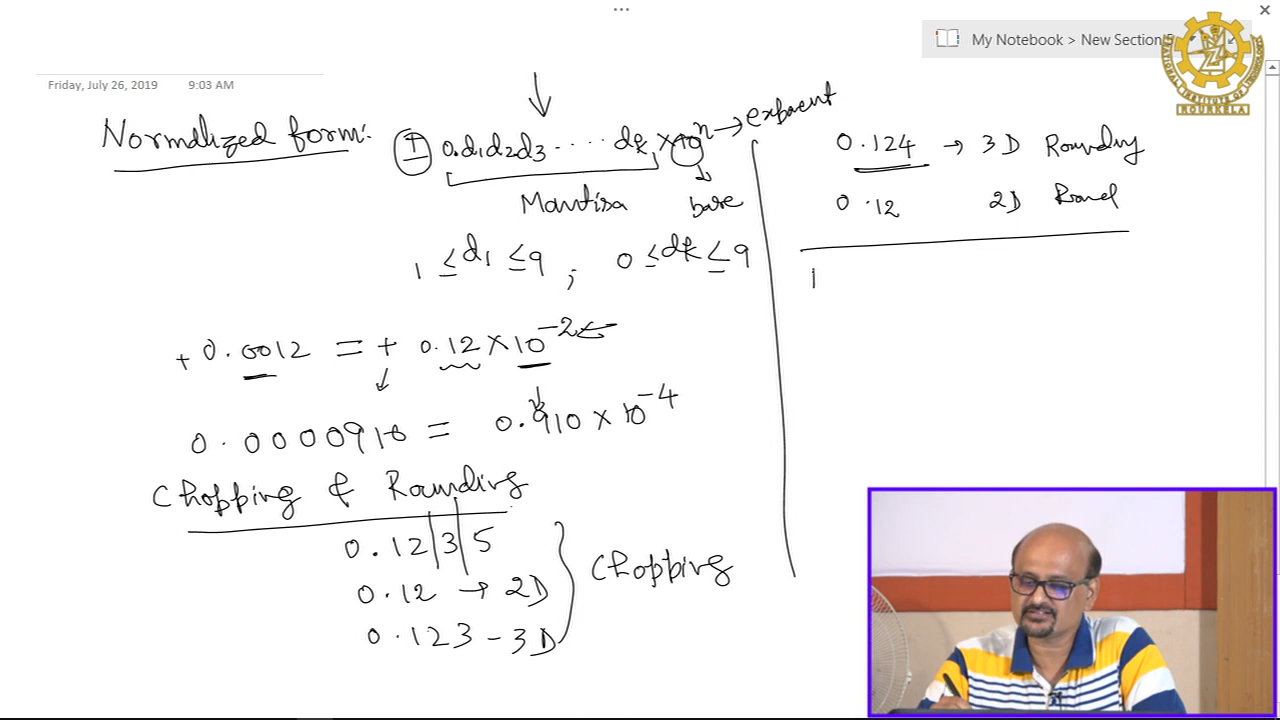 My Notebook > New Section
Friday, July 26, 2019 9:03 AM
Normalized form:
± 0.d1d2d3 .... dk × 10^n → exponent
Mantisa base
1 ≤ d1 ≤ 9 ; 0 ≤ dk ≤ 9
+ 0.0012 = + 0.12 × 10^-2 ←
0.0000910 = 0.910 × 10^-4
Chopping & Rounding
0.12|3|5
0.12 → 2D
0.123 - 3D
Chopping
0.124 → 3D Rounding
0.12 2D Round
1
ROURKELA